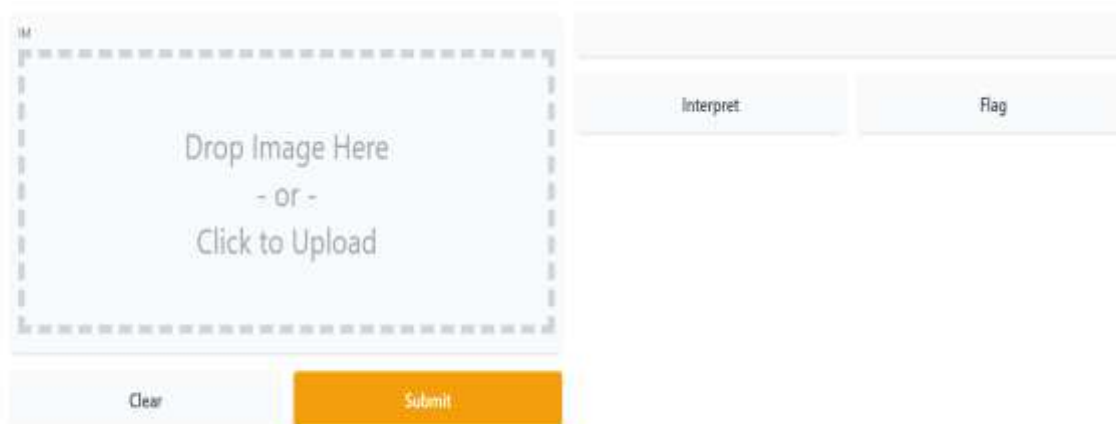 IM
Drop Image Here
- or -
Click to Upload
Clear
Submit
Interpret
Flag